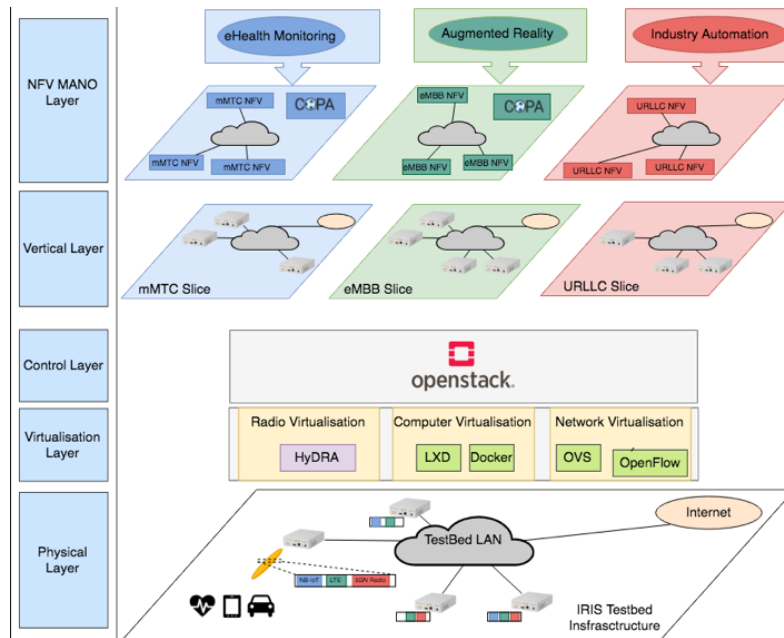 NFV MANO
Layer
eHealth Monitoring
Augmented Reality
Industry Automation
mMTC NFV
COPA
mMTC NFV
mMTC NFV
eMBB NFV
COPA
eMBB NFV
eMBB NFV
URLLC NFV
URLLC NFV
URLLC NFV
Vertical Layer
mMTC Slice
eMBB Slice
URLLC Slice
Control Layer
openstack.
Virtualisation
Layer
Radio Virtualisation
HyDRA
Computer Virtualisation
LXD
Docker
Network Virtualisation
OVS
OpenFlow
Physical
Layer
TestBed LAN
Internet
NB-IoT
LTE
SDN Radio
IRIS Testbed
Insfrasctructure